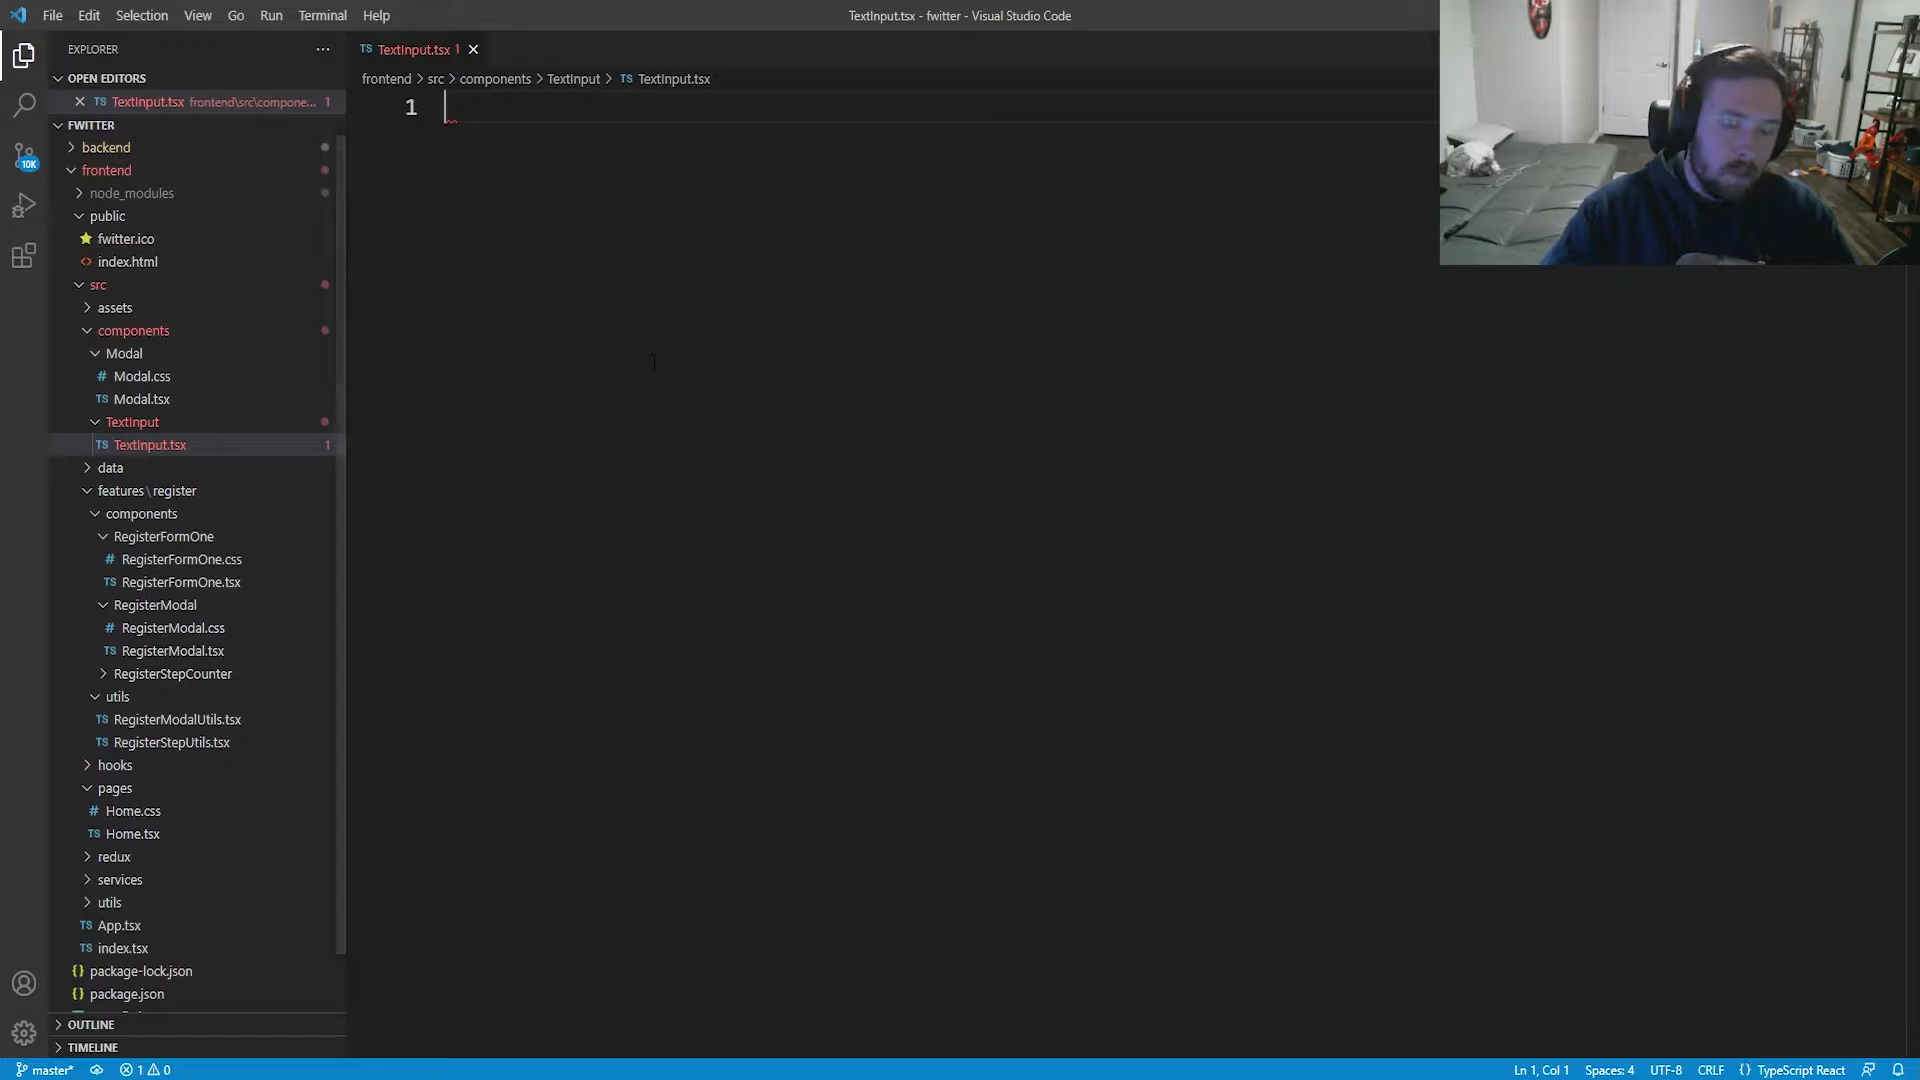 File Edit Selection View Go Run Terminal Help
TextInput.tsx - fwitter - Visual Studio Code
EXPLORER
OPEN EDITORS
TextInput.tsx frontend\src\compone... 1
FWITTER
backend
frontend
node_modules
public
fwitter.ico
index.html
src
assets
components
Modal
Modal.css
Modal.tsx
TextInput
TextInput.tsx 1
data
features\register
components
RegisterFormOne
RegisterFormOne.css
RegisterFormOne.tsx
RegisterModal
RegisterModal.css
RegisterModal.tsx
RegisterStepCounter
utils
RegisterModalUtils.tsx
RegisterStepUtils.tsx
hooks
pages
Home.css
Home.tsx
redux
services
utils
App.tsx
index.tsx
package-lock.json
package.json
OUTLINE
TIMELINE
10K
TS TextInput.tsx 1
frontend > src > components > TextInput > TS TextInput.tsx
1
master* 1 0
Ln 1, Col 1 Spaces: 4 UTF-8 CRLF {} TypeScript React